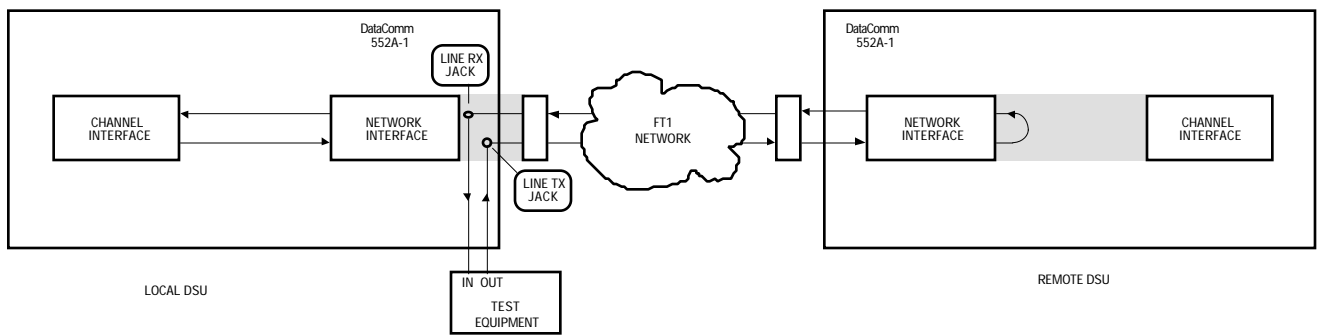 DataComm
552A-1
LINE RX
JACK
CHANNEL
INTERFACE
NETWORK
INTERFACE
LINE TX
JACK
IN OUT
TEST
EQUIPMENT
LOCAL DSU
FT1
NETWORK
DataComm
552A-1
NETWORK
INTERFACE
CHANNEL
INTERFACE
REMOTE DSU